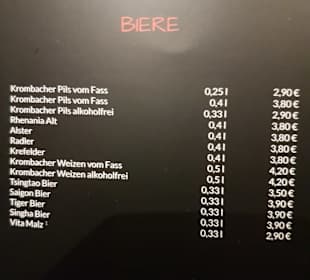 BIERE
Krombacher Pils vom Fass 0,25 l 2,90 €
Krombacher Pils vom Fass 0,4 l 3,80 €
Krombacher Pils alkoholfrei 0,33 l 2,90 €
Rhenania Alt 0,4 l 3,80 €
Alster 0,4 l 3,80 €
Radler 0,4 l 3,80 €
Krefelder 0,4 l 3,80 €
Krombacher Weizen vom Fass 0,5 l 4,20 €
Krombacher Weizen alkoholfrei 0,5 l 4,20 €
Tsingtao Bier 0,33 l 3,50 €
Saigon Bier 0,33 l 3,90 €
Tiger Bier 0,33 l 3,90 €
Singha Bier 0,33 l 3,90 €
Vita Malz 0,33 l 2,90 €